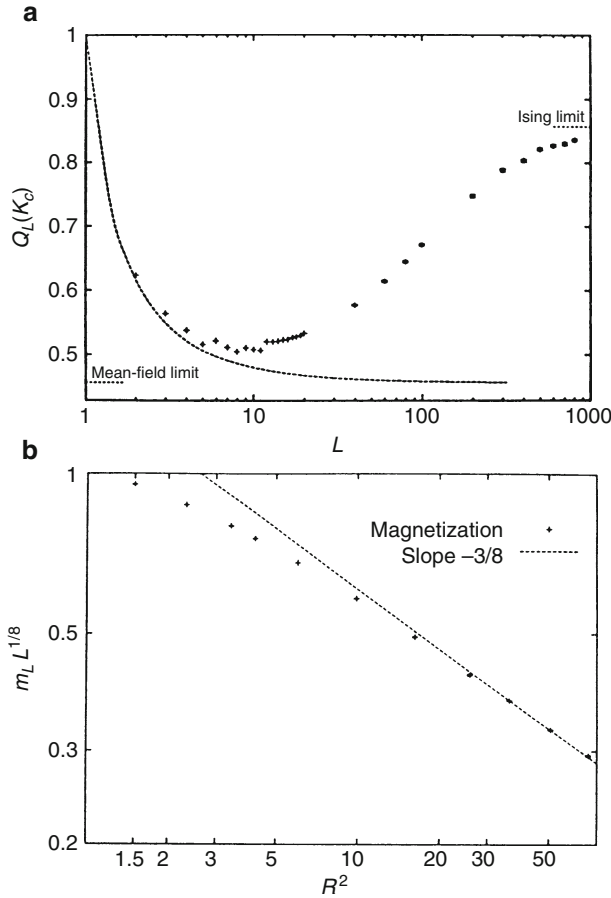 a
1
0.9
0.8
0.7
0.6
0.5
Q_L(K_c)
Ising limit
Mean-field limit
1
10
100
1000
L
b
1
0.5
0.3
0.2
m_L L^{1/8}
Magnetization
Slope –3/8
1.5
2
3
5
10
20
30
50
R^2